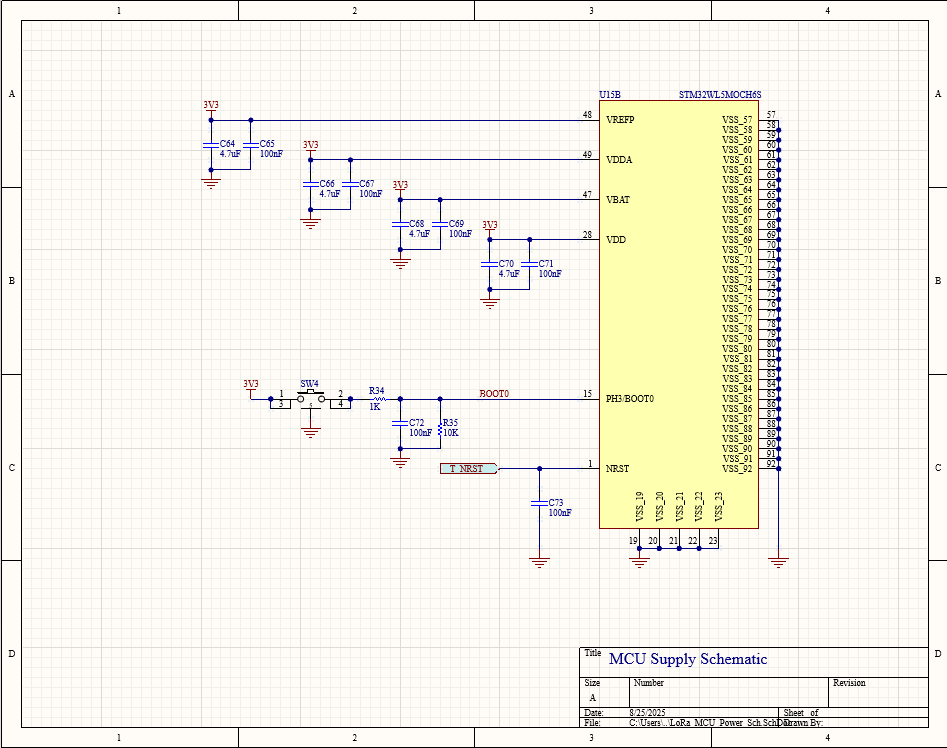 1 2 3 4
A A
B B
C C
D D
1 2 3 4
U15B STM32WL5MOCH6S
3V3
C64
4.7uF
C65
100nF
48 VREFP
3V3
C66
4.7uF
C67
100nF
49 VDDA
3V3
C68
4.7uF
C69
100nF
47 VBAT
3V3
C70
4.7uF
C71
100nF
28 VDD
3V3
SW4
1 2
3 4
5
R34
1K
C72
100nF
R35
10K
BOOT0
15 PH3/BOOT0
T_NRST
1 NRST
C73
100nF
VSS_57 57
VSS_58 58
VSS_59 59
VSS_60 60
VSS_61 61
VSS_62 62
VSS_63 63
VSS_64 64
VSS_65 65
VSS_66 66
VSS_67 67
VSS_68 68
VSS_69 69
VSS_70 70
VSS_71 71
VSS_72 72
VSS_73 73
VSS_74 74
VSS_75 75
VSS_76 76
VSS_77 77
VSS_78 78
VSS_79 79
VSS_80 80
VSS_81 81
VSS_82 82
VSS_83 83
VSS_84 84
VSS_85 85
VSS_86 86
VSS_87 87
VSS_88 88
VSS_89 89
VSS_90 90
VSS_91 91
VSS_92 92
VSS_19 VSS_20 VSS_21 VSS_22 VSS_23
19 20 21 22 23
Title MCU Supply Schematic
Size Number Revision
A
Date: 8/25/2025 Sheet of
File: C:\Users\..\LoRa_MCU_Power_Sch.SchDoc Drawn By: